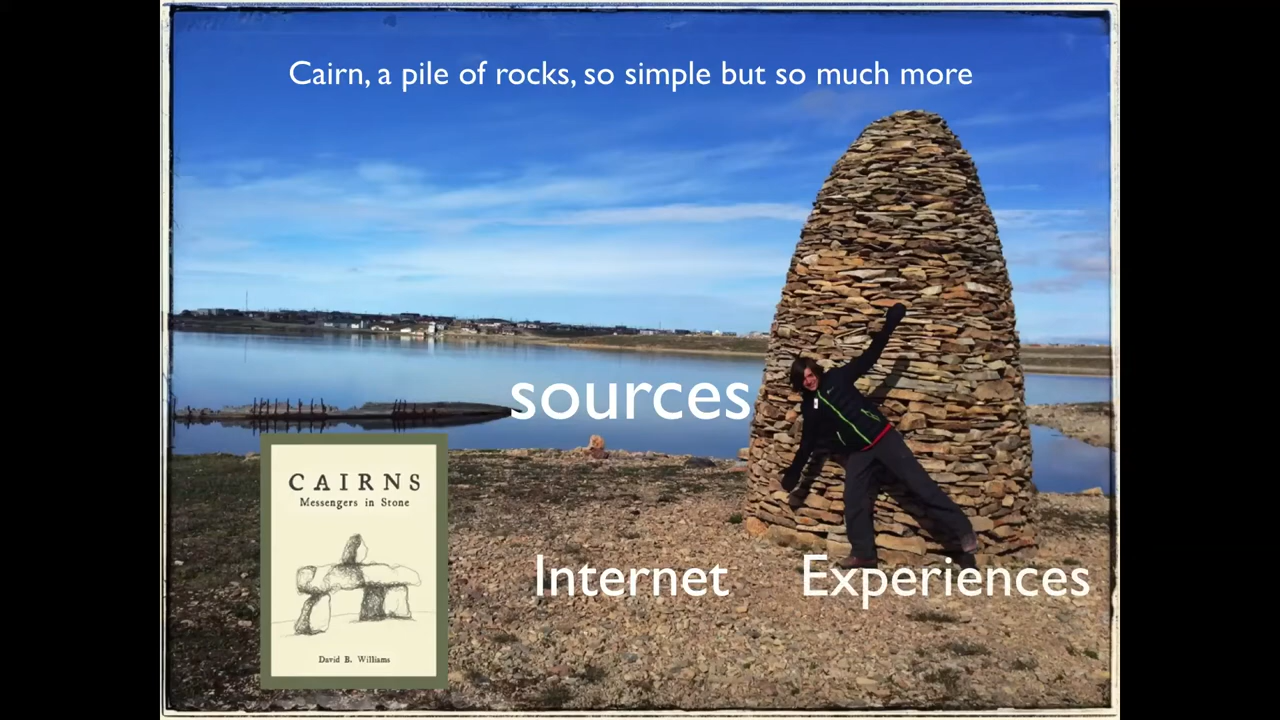 Cairn, a pile of rocks, so simple but so much more
sources
CAIRNS
Messengers in Stone
David B. Williams
Internet
Experiences